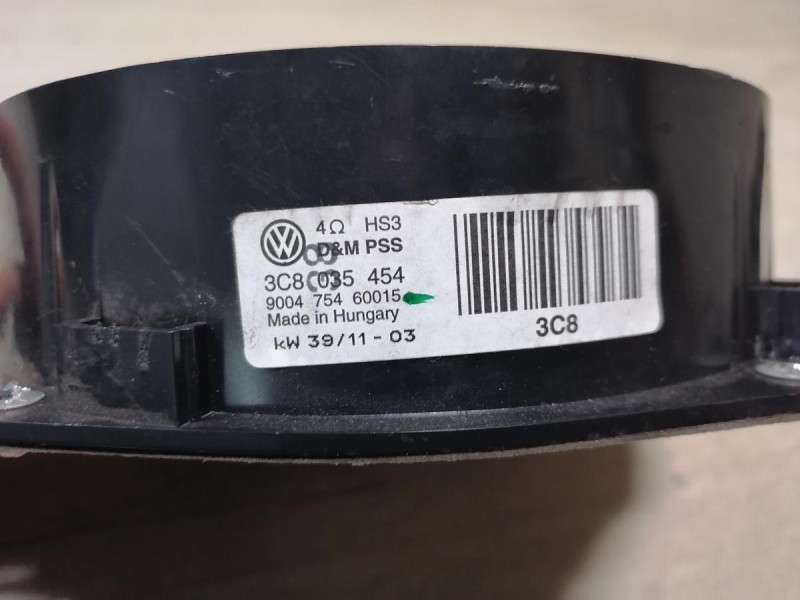 4Ω HS3
D&M PSS
3C8 035 454
9004 754 60015
Made in Hungary
kW 39/11 - 03
3C8